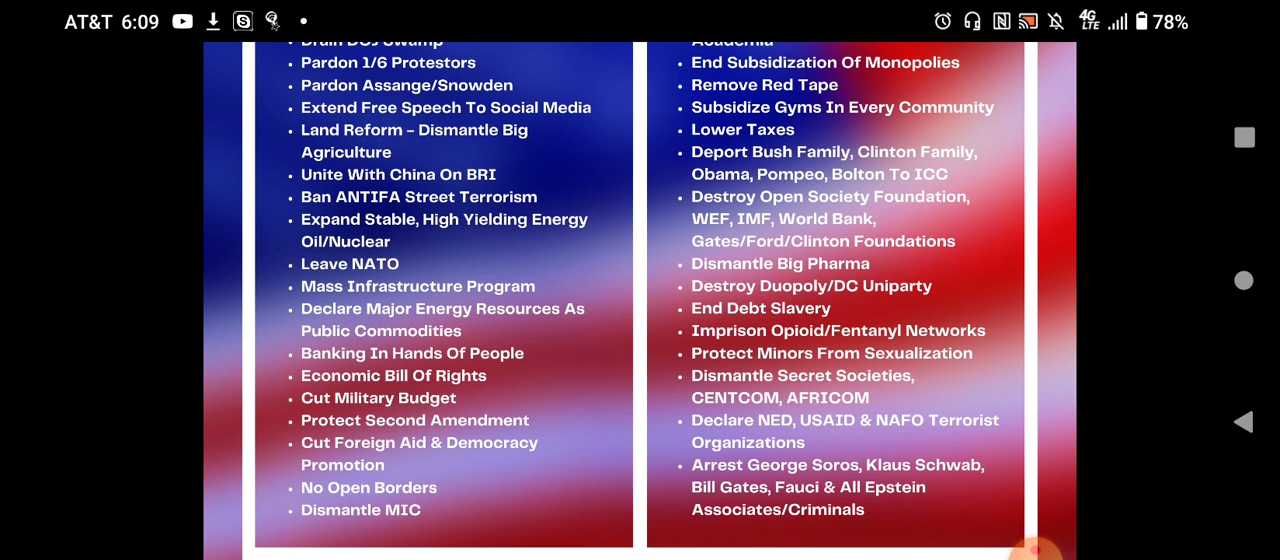 AT&T 6:09
4G
LTE
78%
Drain DCs Swamp
Pardon 1/6 Protestors
Pardon Assange/Snowden
Extend Free Speech To Social Media
Land Reform – Dismantle Big
Agriculture
Unite With China On BRI
Ban ANTIFA Street Terrorism
Expand Stable, High Yielding Energy
Oil/Nuclear
Leave NATO
Mass Infrastructure Program
Declare Major Energy Resources As
Public Commodities
Banking In Hands Of People
Economic Bill Of Rights
Cut Military Budget
Protect Second Amendment
Cut Foreign Aid & Democracy
Promotion
No Open Borders
Dismantle MIC
Academia
End Subsidization Of Monopolies
Remove Red Tape
Subsidize Gyms In Every Community
Lower Taxes
Deport Bush Family, Clinton Family,
Obama, Pompeo, Bolton To ICC
Destroy Open Society Foundation,
WEF, IMF, World Bank,
Gates/Ford/Clinton Foundations
Dismantle Big Pharma
Destroy Duopoly/DC Uniparty
End Debt Slavery
Imprison Opioid/Fentanyl Networks
Protect Minors From Sexualization
Dismantle Secret Societies,
CENTCOM, AFRICOM
Declare NED, USAID & NAFO Terrorist
Organizations
Arrest George Soros, Klaus Schwab,
Bill Gates, Fauci & All Epstein
Associates/Criminals